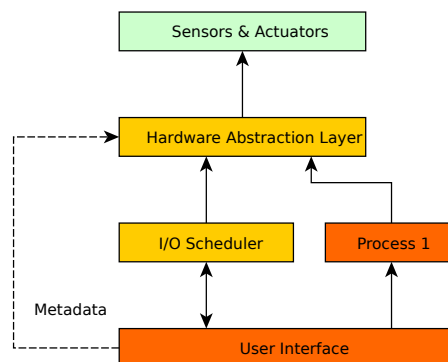 Sensors & Actuators
Hardware Abstraction Layer
I/O Scheduler
Process 1
Metadata
User Interface